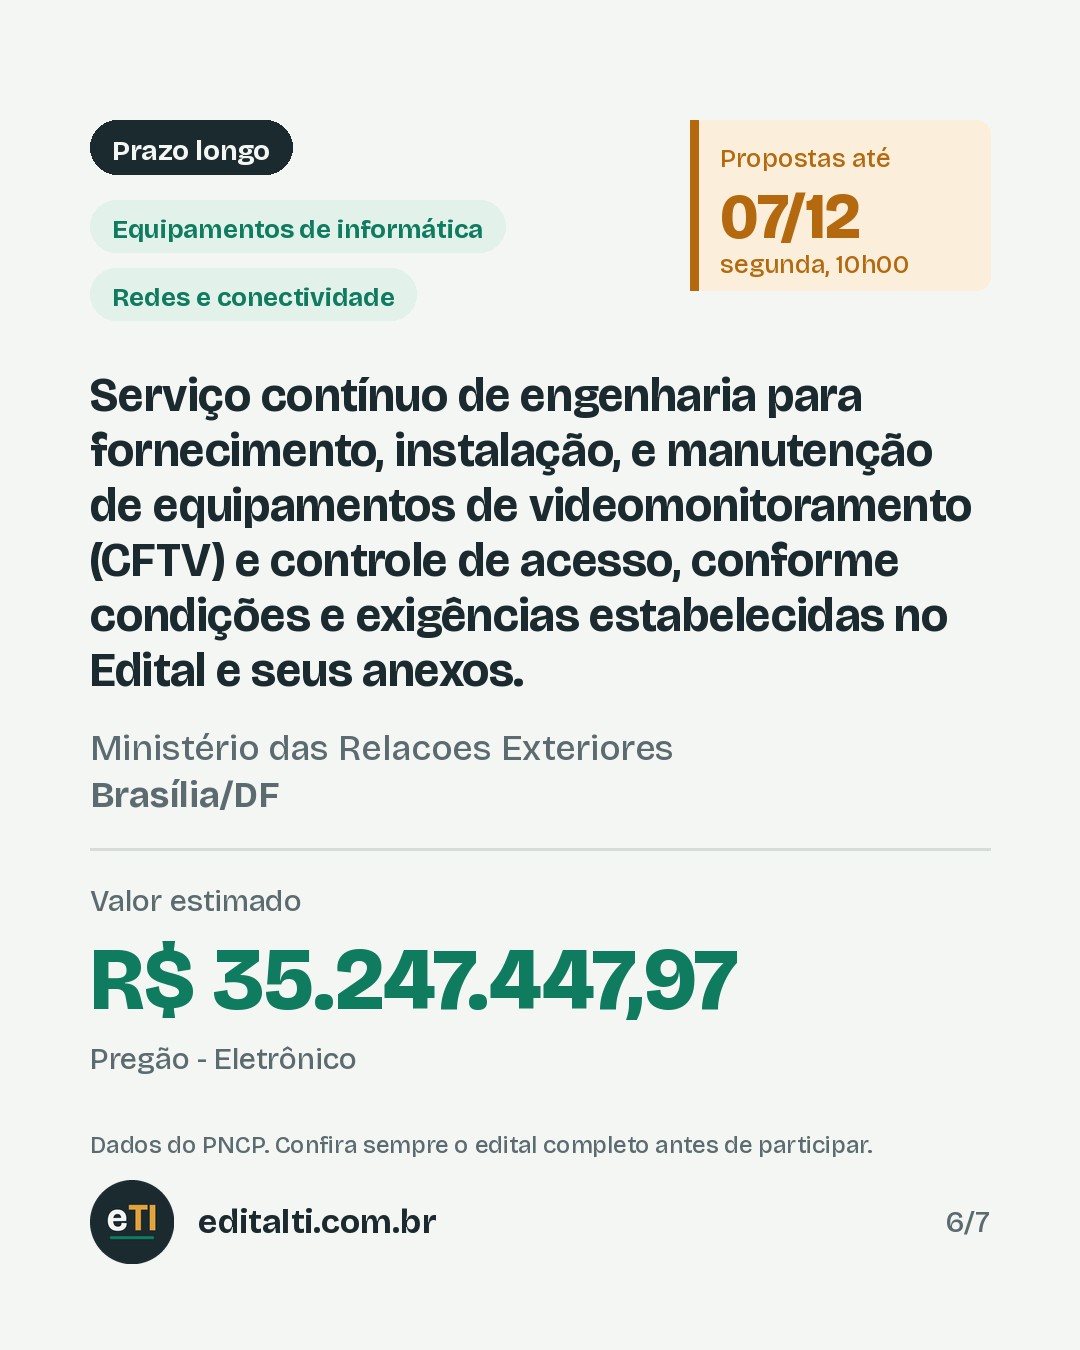 Prazo longo
Equipamentos de informática
Redes e conectividade
Propostas até
07/12
segunda, 10h00
Serviço contínuo de engenharia para
fornecimento, instalação, e manutenção
de equipamentos de videomonitoramento
(CFTV) e controle de acesso, conforme
condições e exigências estabelecidas no
Edital e seus anexos.
Ministério das Relacoes Exteriores
Brasília/DF
Valor estimado
R$ 35.247.447,97
Pregão - Eletrônico
Dados do PNCP. Confira sempre o edital completo antes de participar.
eTI
editalti.com.br
6/7